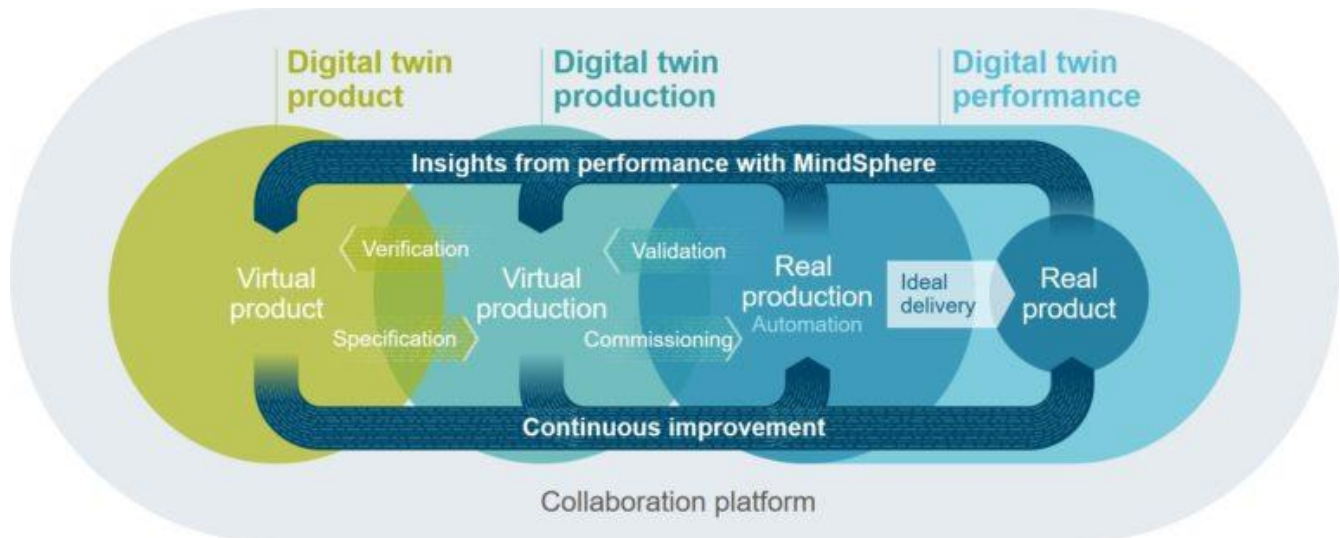 Digital twin
product
Digital twin
production
Digital twin
performance
Insights from performance with MindSphere
Verification
Validation
Virtual
product
Virtual
production
Real
production
Automation
Ideal
delivery
Real
product
Specification
Commissioning
Continuous improvement
Collaboration platform